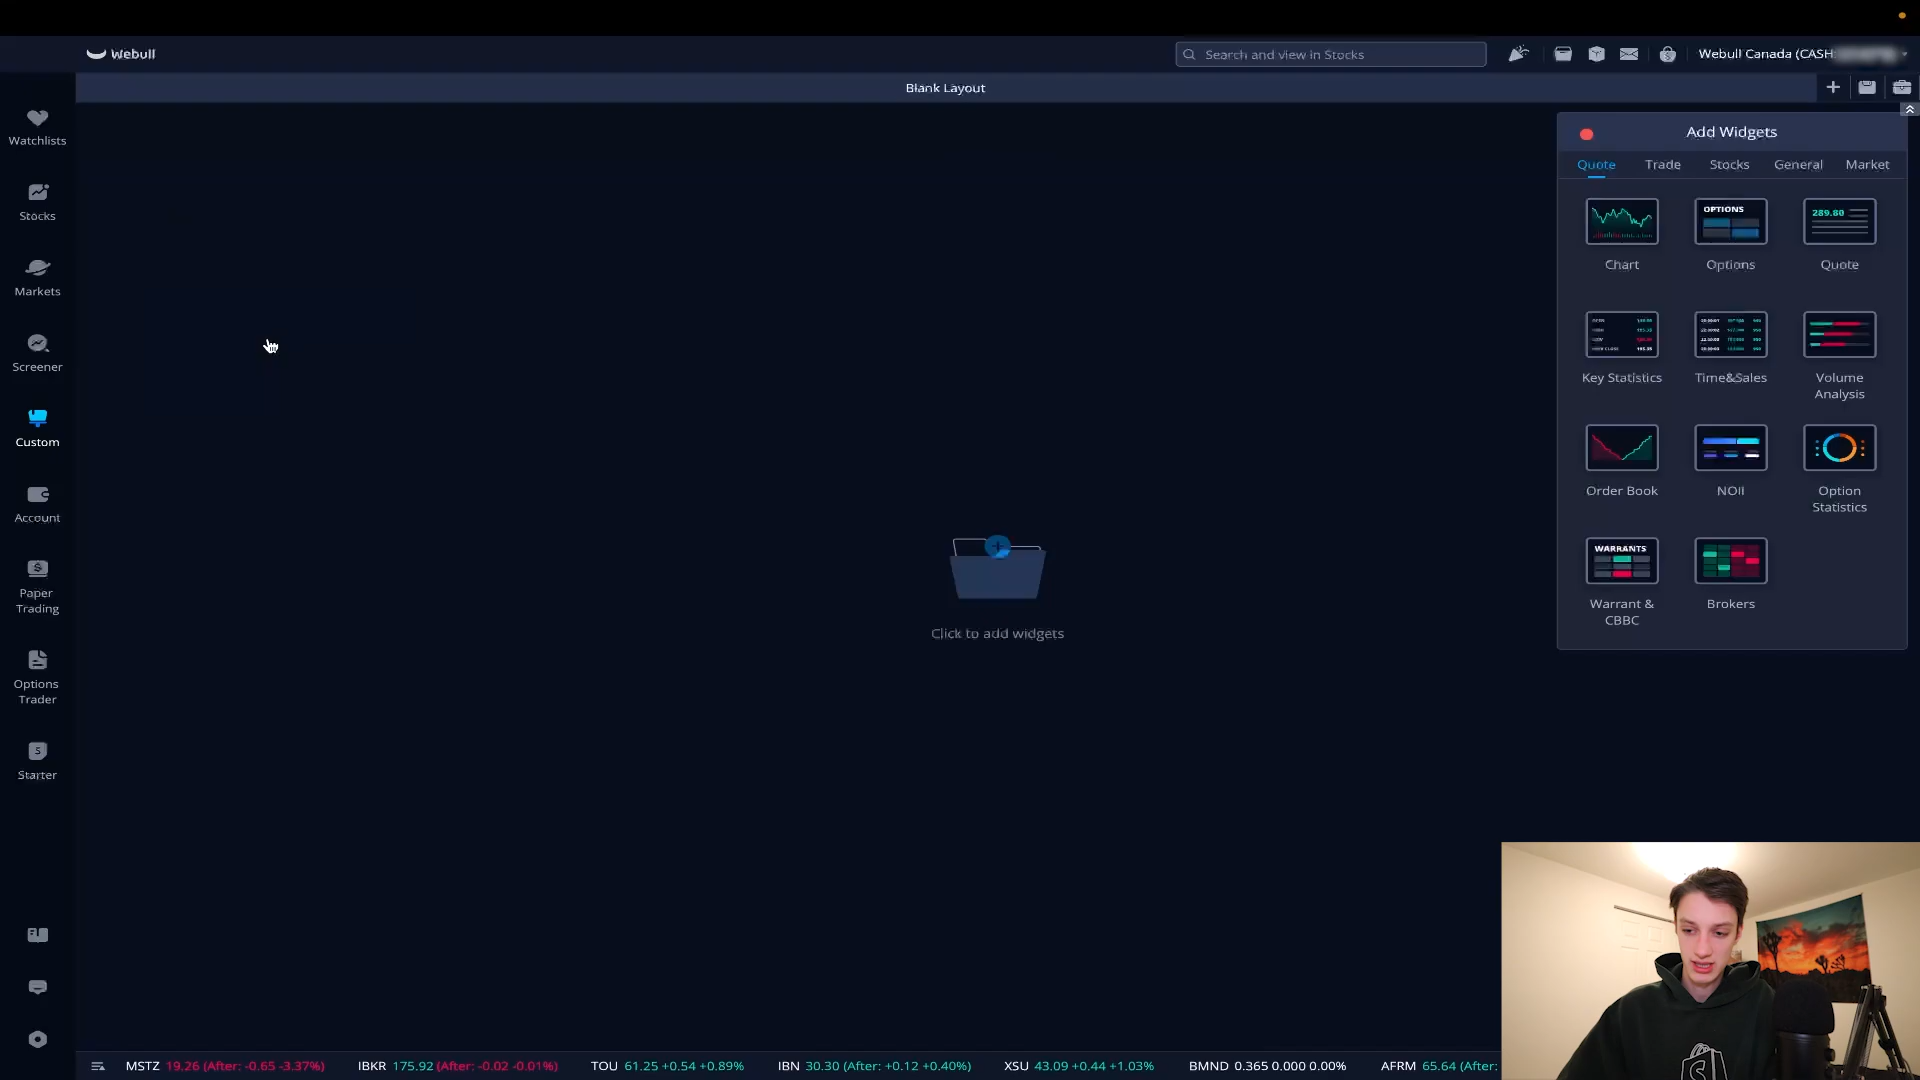 Webull
Search and view in Stocks
Webull Canada (CASH:
Blank Layout
Watchlists
Stocks
Markets
Screener
Custom
Account
Paper
Trading
Options
Trader
Starter
Click to add widgets
Add Widgets
Quote Trade Stocks General Market
OPTIONS
289.80
Chart Options Quote
Key Statistics Time&Sales Volume
Analysis
Order Book NOII Option
Statistics
WARRANTS
Warrant & Brokers
CBBC
MSTZ 19.26 (After: -0.65 -3.37%) IBKR 175.92 (After: -0.02 -0.01%) TOU 61.25 +0.54 +0.89% IBN 30.30 (After: +0.12 +0.40%) XSU 43.09 +0.44 +1.03% BMND 0.365 0.000 0.00% AFRM 65.64 (After: